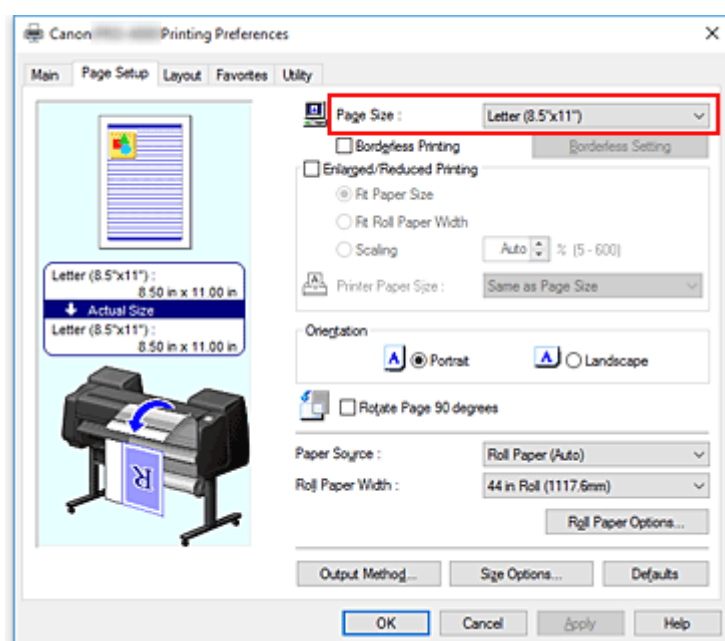 Canon Printing Preferences
Main Page Setup Layout Favorites Utility
Page Size : Letter (8.5"x11")
Borderless Printing Borderless Setting
Enlarged/Reduced Printing
Fit Paper Size
Fit Roll Paper Width
Scaling Auto % (5 - 600)
Printer Paper Size : Same as Page Size
Letter (8.5"x11") :
8.50 in x 11.00 in
Actual Size
Letter (8.5"x11") :
8.50 in x 11.00 in
Orientation
A Portrait A Landscape
Rotate Page 90 degrees
R
Paper Source : Roll Paper (Auto)
Roll Paper Width : 44 in Roll (1117.6mm)
Roll Paper Options...
Output Method... Size Options... Defaults
OK Cancel Apply Help